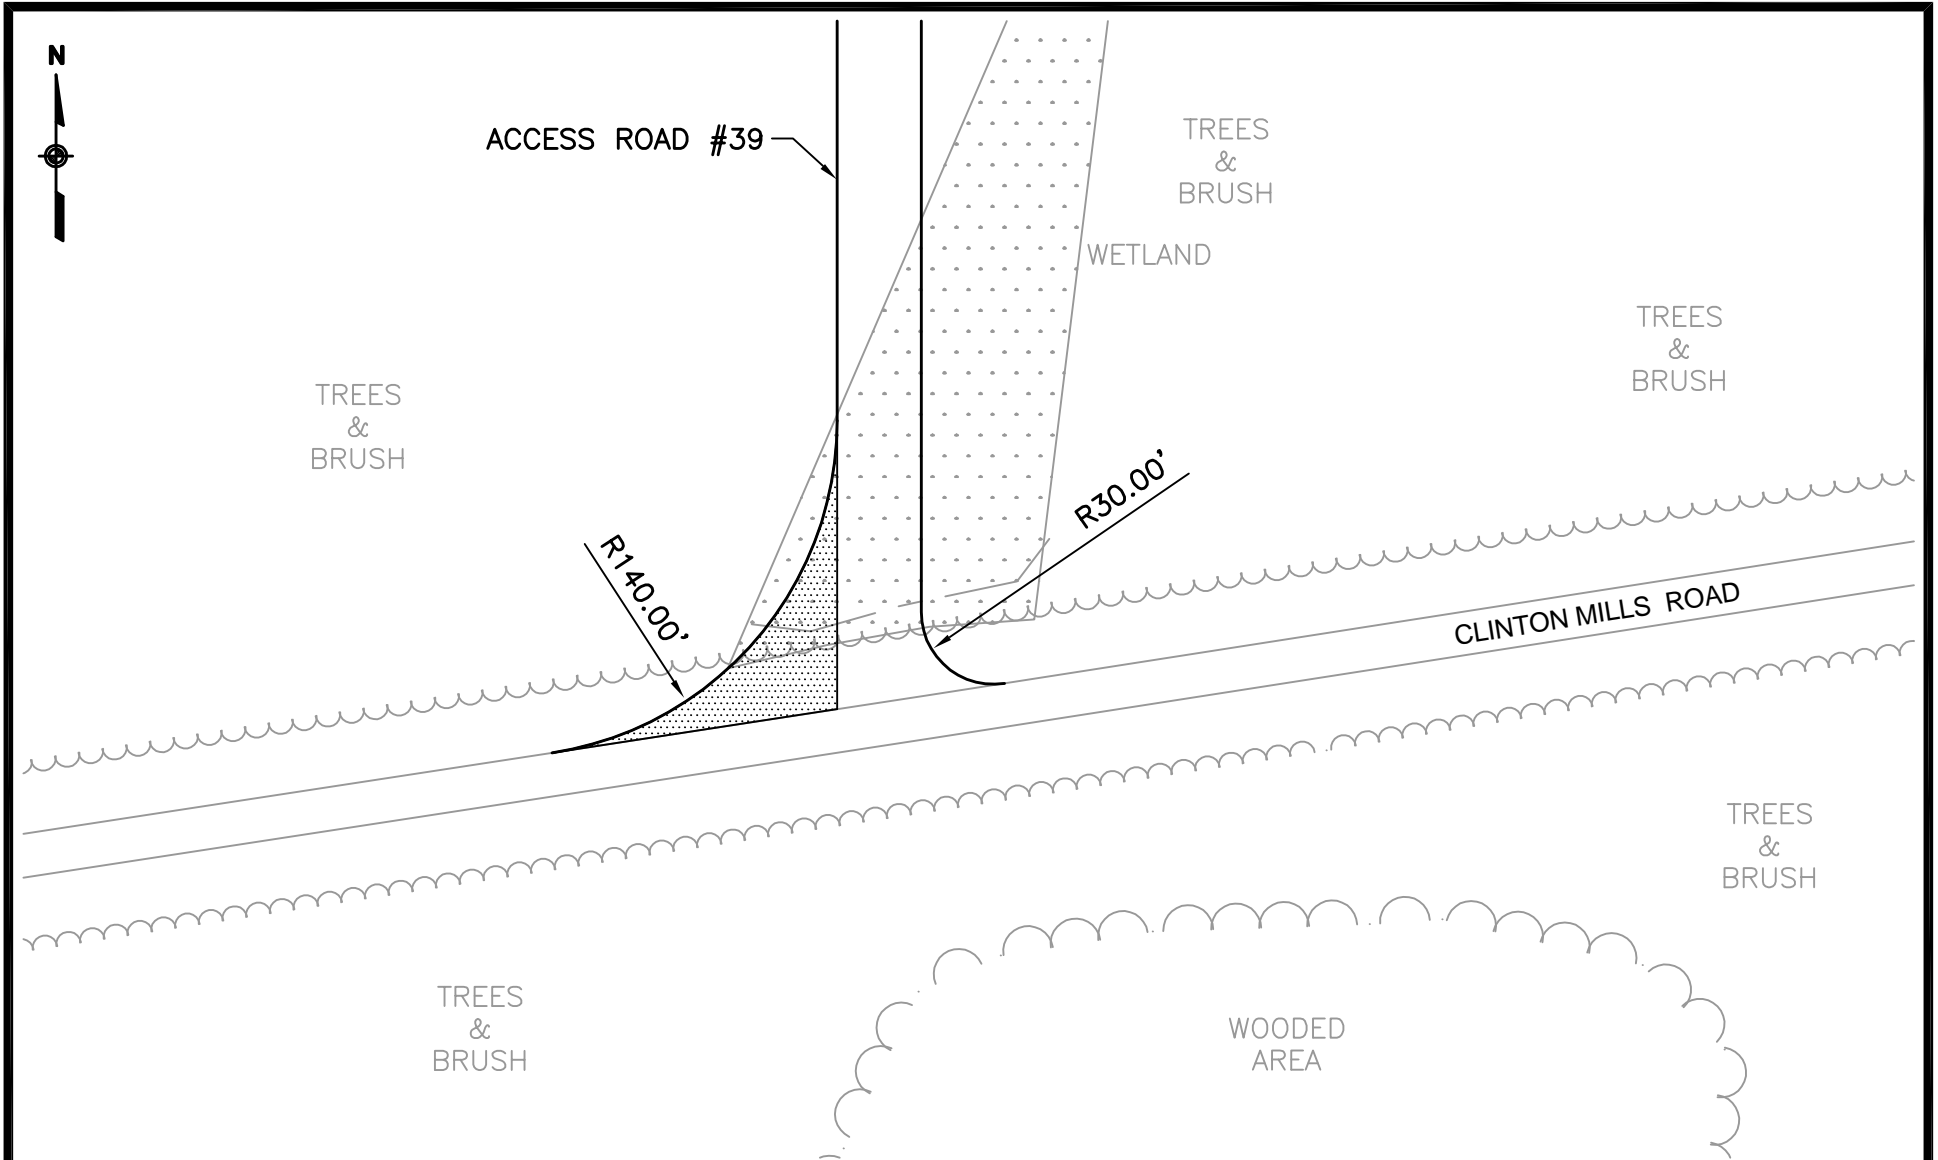 N
ACCESS ROAD #39
TREES
&
BRUSH
WETLAND
TREES
&
BRUSH
TREES
&
BRUSH
R30.00'
R140.00'
CLINTON MILLS ROAD
TREES
&
BRUSH
TREES
&
BRUSH
WOODED
AREA